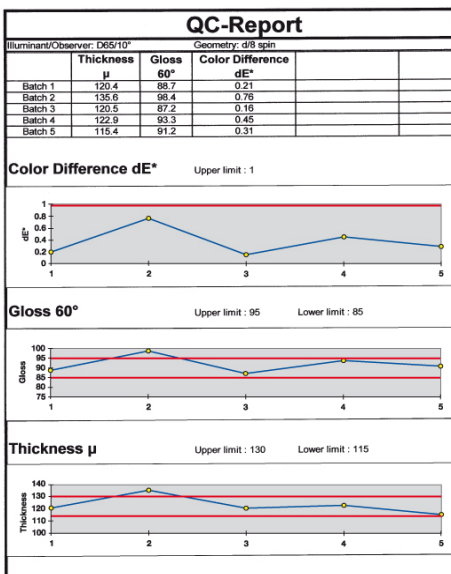 QC-Report
Illuminant/Observer: D65/10° Geometry: d/8 spin
Thickness Gloss Color Difference
µ 60° dE*
Batch 1 120.4 88.7 0.21
Batch 2 135.6 98.4 0.76
Batch 3 120.5 87.2 0.16
Batch 4 122.9 93.3 0.45
Batch 5 115.4 91.2 0.31
Color Difference dE* Upper limit : 1
1
0.8
0.6
0.4
0.2
0
dE*
1 2 3 4 5
Gloss 60° Upper limit : 95 Lower limit : 85
100
95
90
85
80
75
Gloss
1 2 3 4 5
Thickness µ Upper limit : 130 Lower limit : 115
140
130
120
110
100
Thickness
1 2 3 4 5